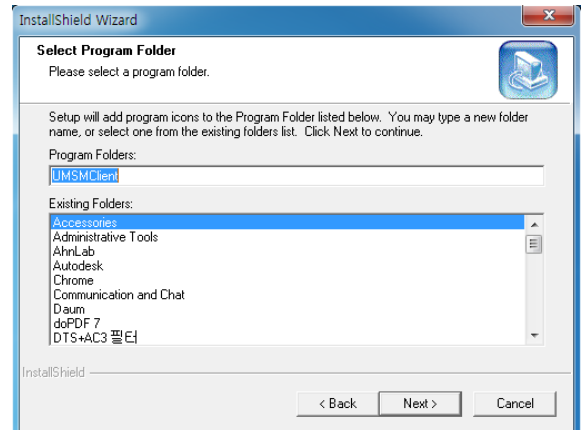 InstallShield Wizard
Select Program Folder
Please select a program folder.
Setup will add program icons to the Program Folder listed below. You may type a new folder
name, or select one from the existing folders list. Click Next to continue.
Program Folders:
UMSMClient
Existing Folders:
Accessories
Administrative Tools
AhnLab
Autodesk
Chrome
Communication and Chat
Daum
doPDF 7
DTS+AC3 필터
InstallShield
< Back
Next >
Cancel